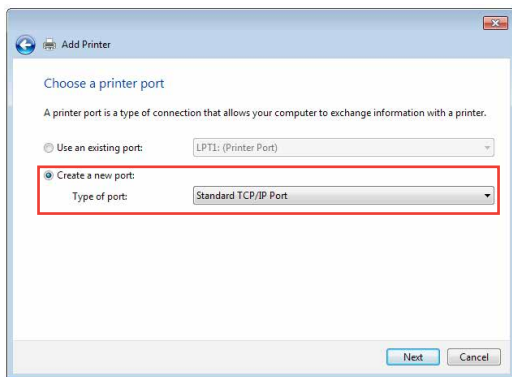 Add Printer
Choose a printer port
A printer port is a type of connection that allows your computer to exchange information with a printer.
Use an existing port: LPT1: (Printer Port)
Create a new port:
Type of port: Standard TCP/IP Port
Next Cancel